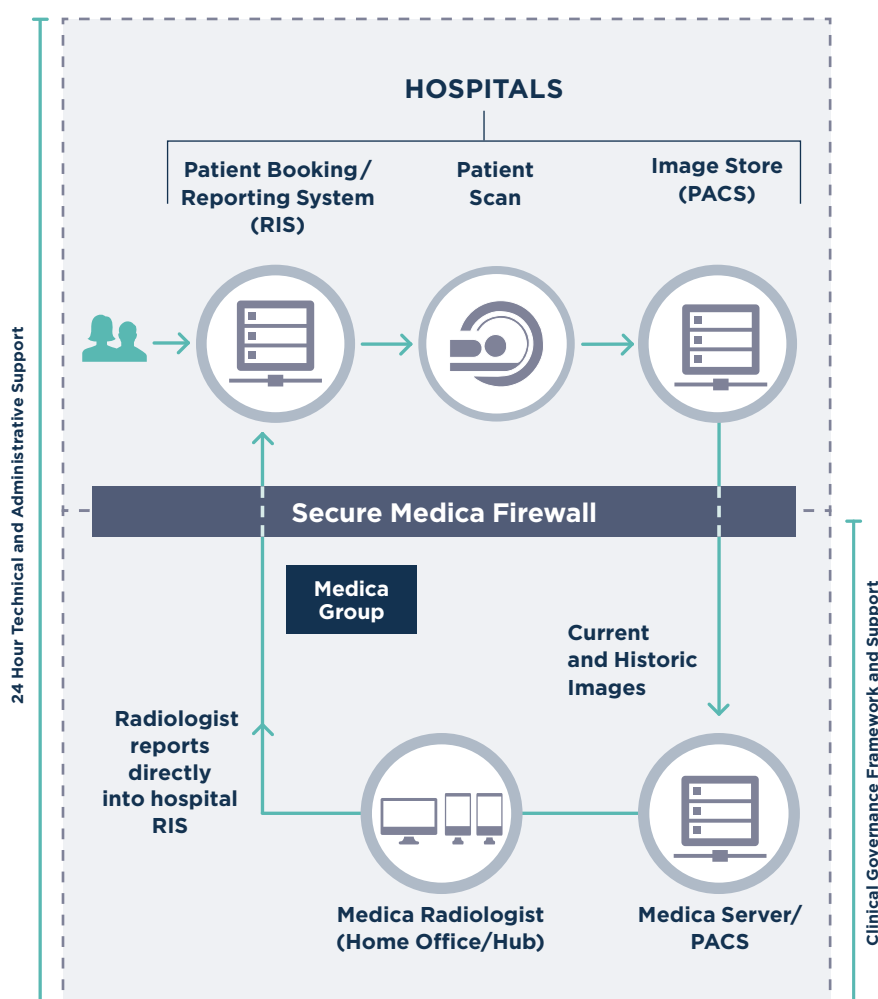 HOSPITALS
Patient Booking/
Reporting System
(RIS)
Patient
Scan
Image Store
(PACS)
24 Hour Technical and Administrative Support
Secure Medica Firewall
Medica
Group
Current
and Historic
Images
Radiologist
reports
directly
into hospital
RIS
Medica Radiologist
(Home Office/Hub)
Medica Server/
PACS
Clinical Governance Framework and Support